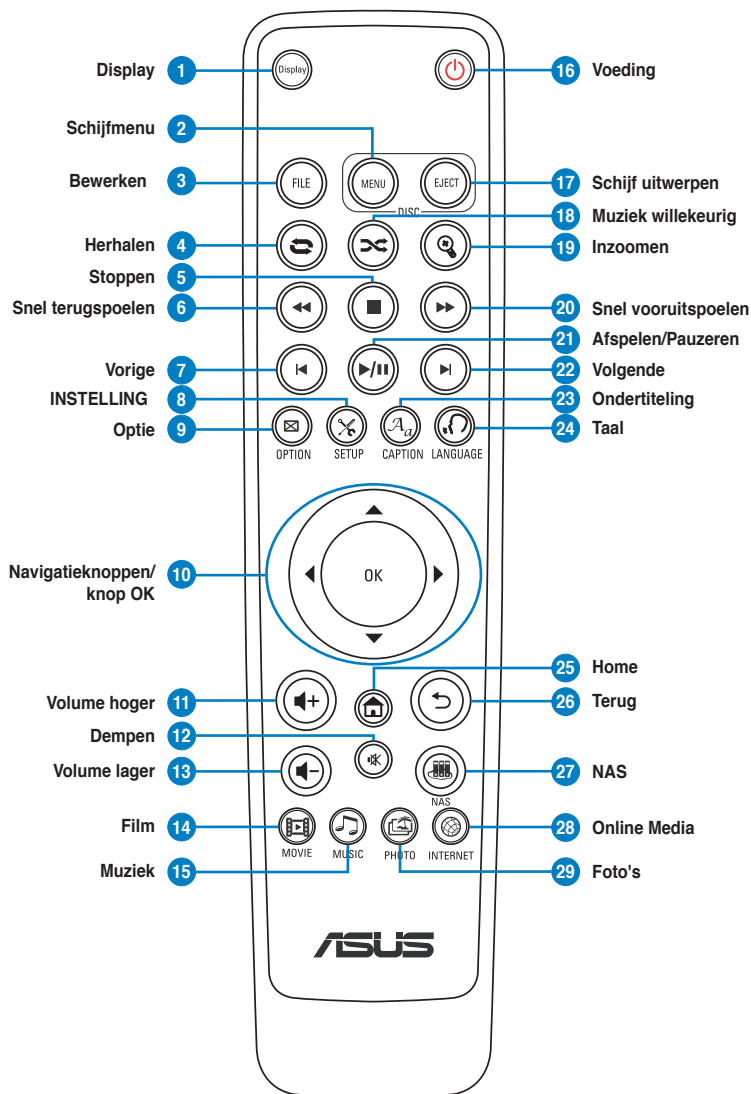 Display 1 Display 16 Voeding
Schijfmenu 2
Bewerken 3 FILE MENU EJECT 17 Schijf uitwerpen
DISC
18 Muziek willekeurig
Herhalen 4 19 Inzoomen
Stoppen 5
Snel terugspoelen 6 20 Snel vooruitspoelen
21 Afspelen/Pauzeren
Vorige 7 22 Volgende
INSTELLING 8 23 Ondertiteling
Optie 9 Aa 24 Taal
OPTION SETUP CAPTION LANGUAGE
Navigatieknoppen/
knop OK
10 OK
25 Home
Volume hoger 11 + 26 Terug
Dempen 12
Volume lager 13 - 27 NAS
NAS
Film 14 28 Online Media
MOVIE MUSIC PHOTO INTERNET
Muziek 15 29 Foto's
ASUS